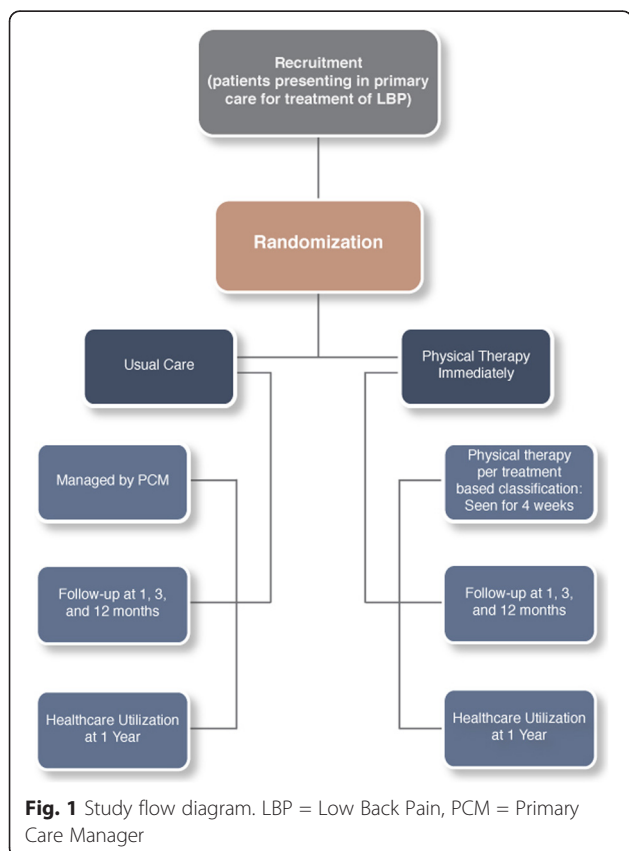 Recruitment
(patients presenting in primary
care for treatment of LBP)
Randomization
Usual Care
Physical Therapy
Immediately
Managed by PCM
Physical therapy
per treatment
based classification:
Seen for 4 weeks
Follow-up at 1, 3,
and 12 months
Follow-up at 1, 3,
and 12 months
Healthcare Utilization
at 1 Year
Healthcare Utilization
at 1 Year
Fig. 1 Study flow diagram. LBP = Low Back Pain, PCM = Primary
Care Manager